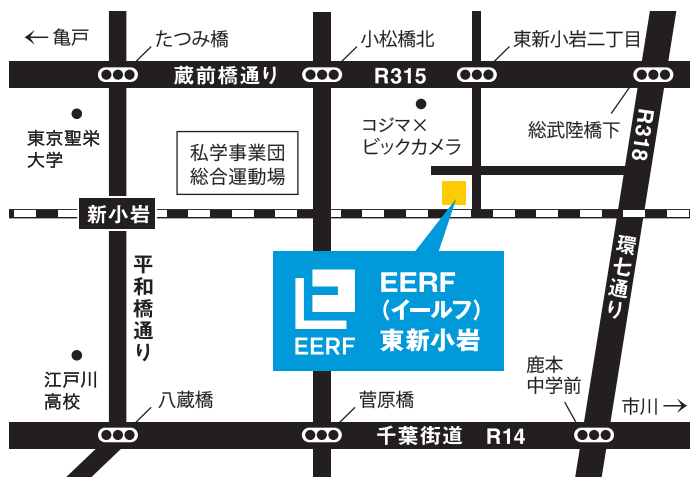 ← 亀戸
たつみ橋
小松橋北
東新小岩二丁目
蔵前橋通り
R315
東京聖栄
大学
私学事業団
総合運動場
コジマ×
ビックカメラ
総武陸橋下
R318
新小岩
環七通り
平和橋通り
EERF
EERF
(イールフ)
東新小岩
江戸川
高校
八蔵橋
菅原橋
鹿本
中学前
市川 →
千葉街道 R14